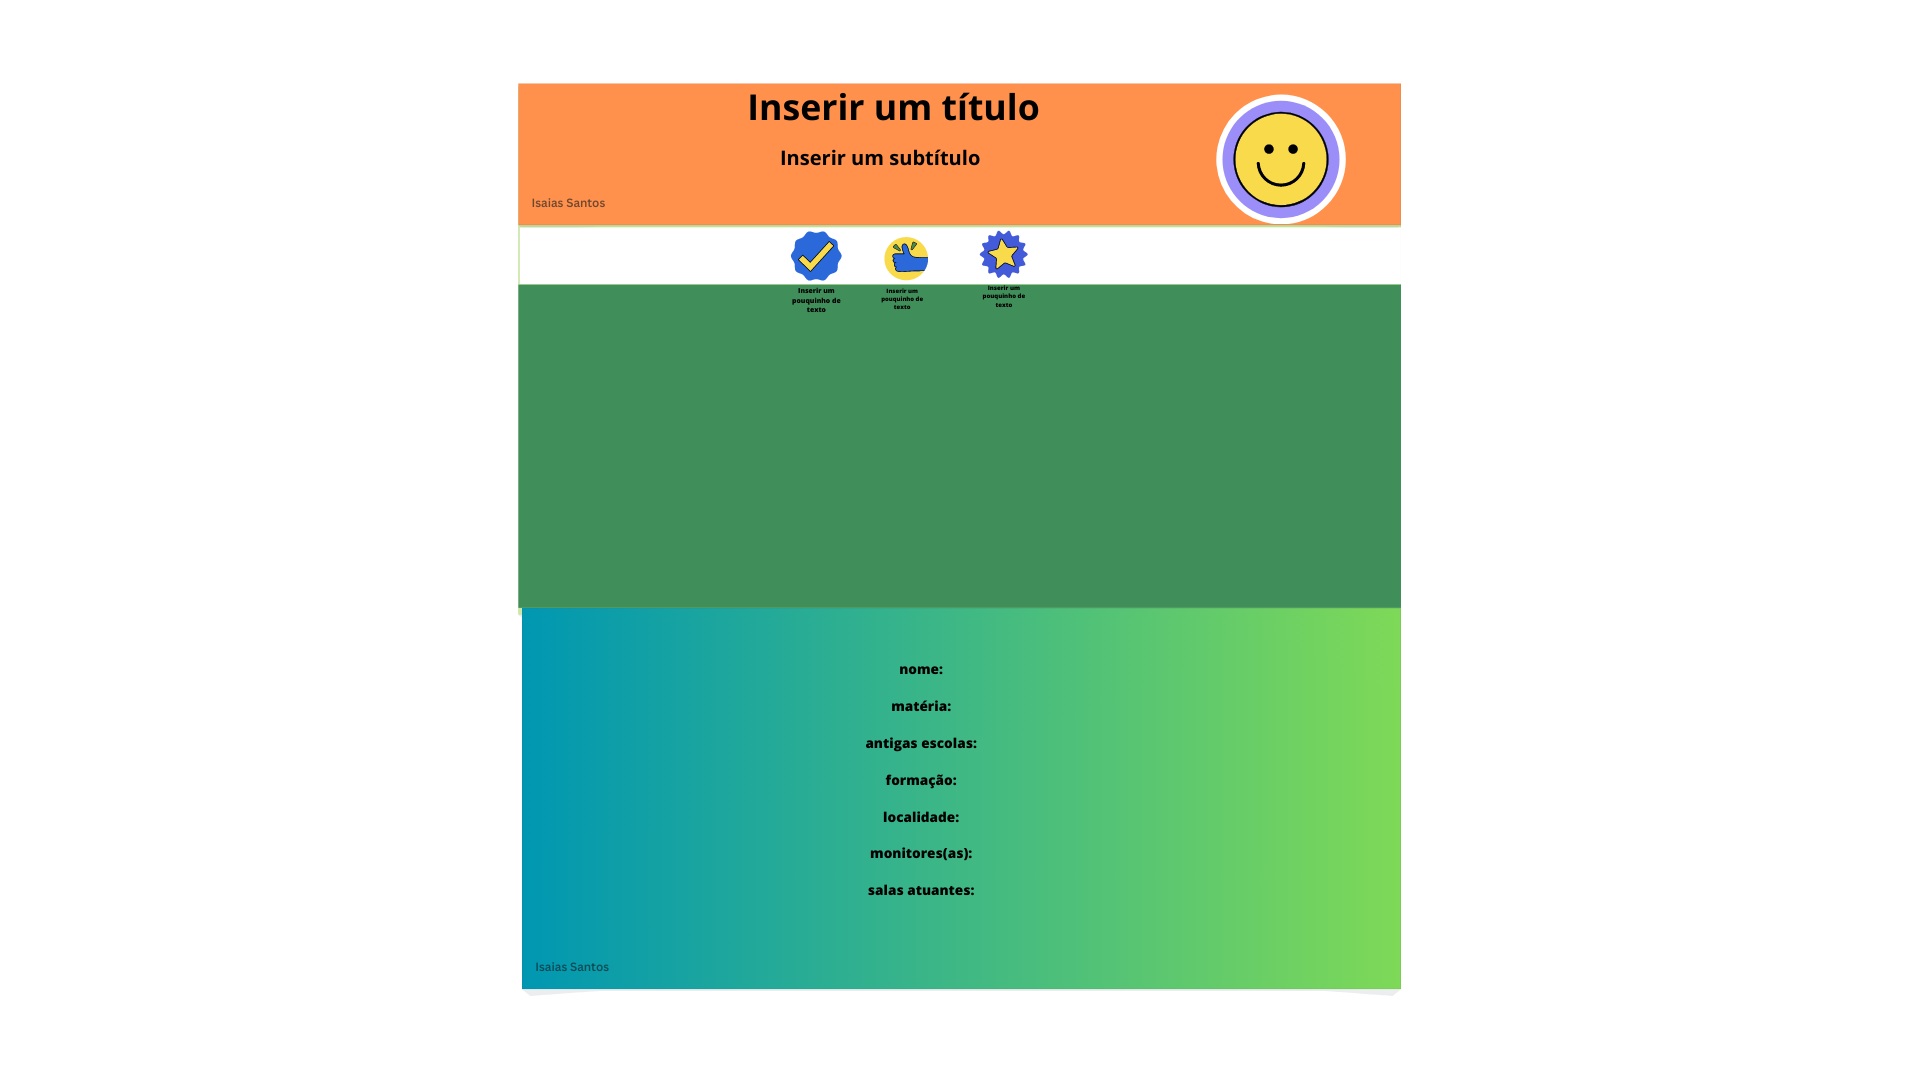 Inserir um título
Inserir um subtítulo
Isaias Santos
Inserir um
pouquinho de
texto
Inserir um
pouquinho de
texto
Inserir um
pouquinho de
texto
nome:
matéria:
antigas escolas:
formação:
localidade:
monitores(as):
salas atuantes:
Isaias Santos